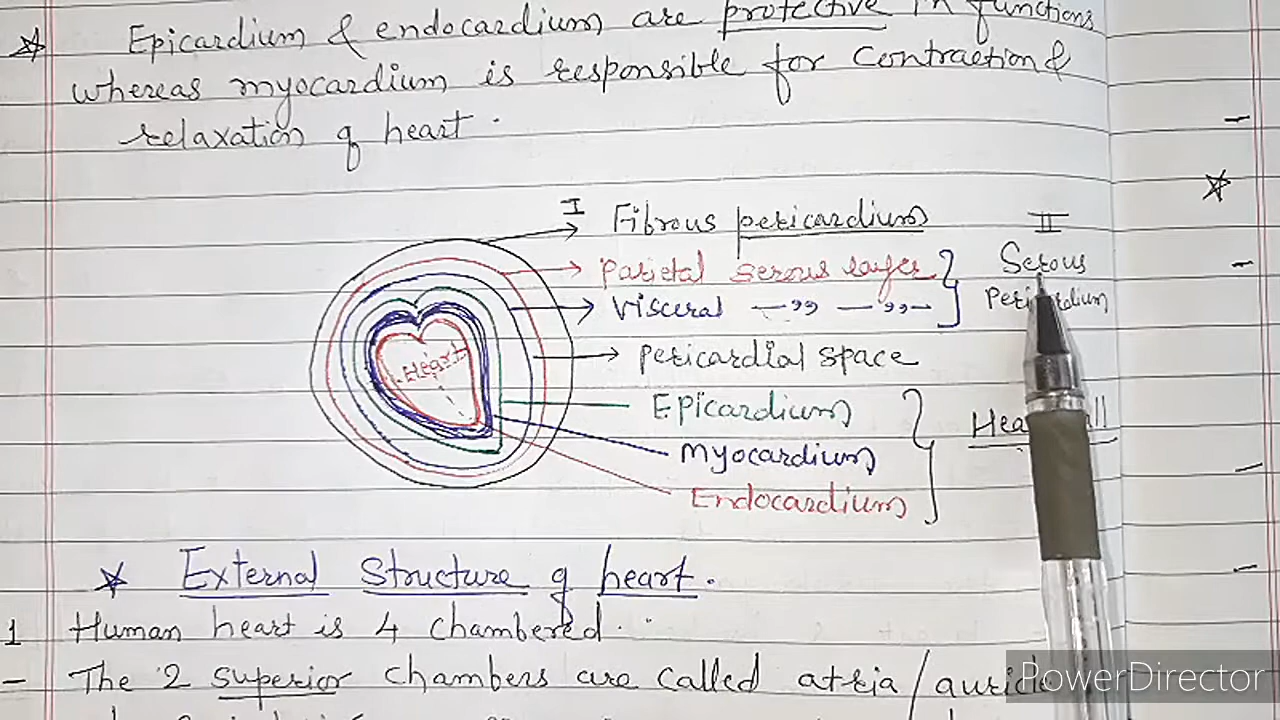 Epicardium & endocardium are protective in functions
whereas myocardium is responsible for contraction &
relaxation of heart.
I
Fibrous pericardium
Parietal serous layer
Visceral —,,— —,,—
II
Serous
Pericardium
Pericardial space
Epicardium
Myocardium
Endocardium
Heart
External structure of heart.
1 Human heart is 4 chambered.
- The 2 superior chambers are called atria/
PowerDirector